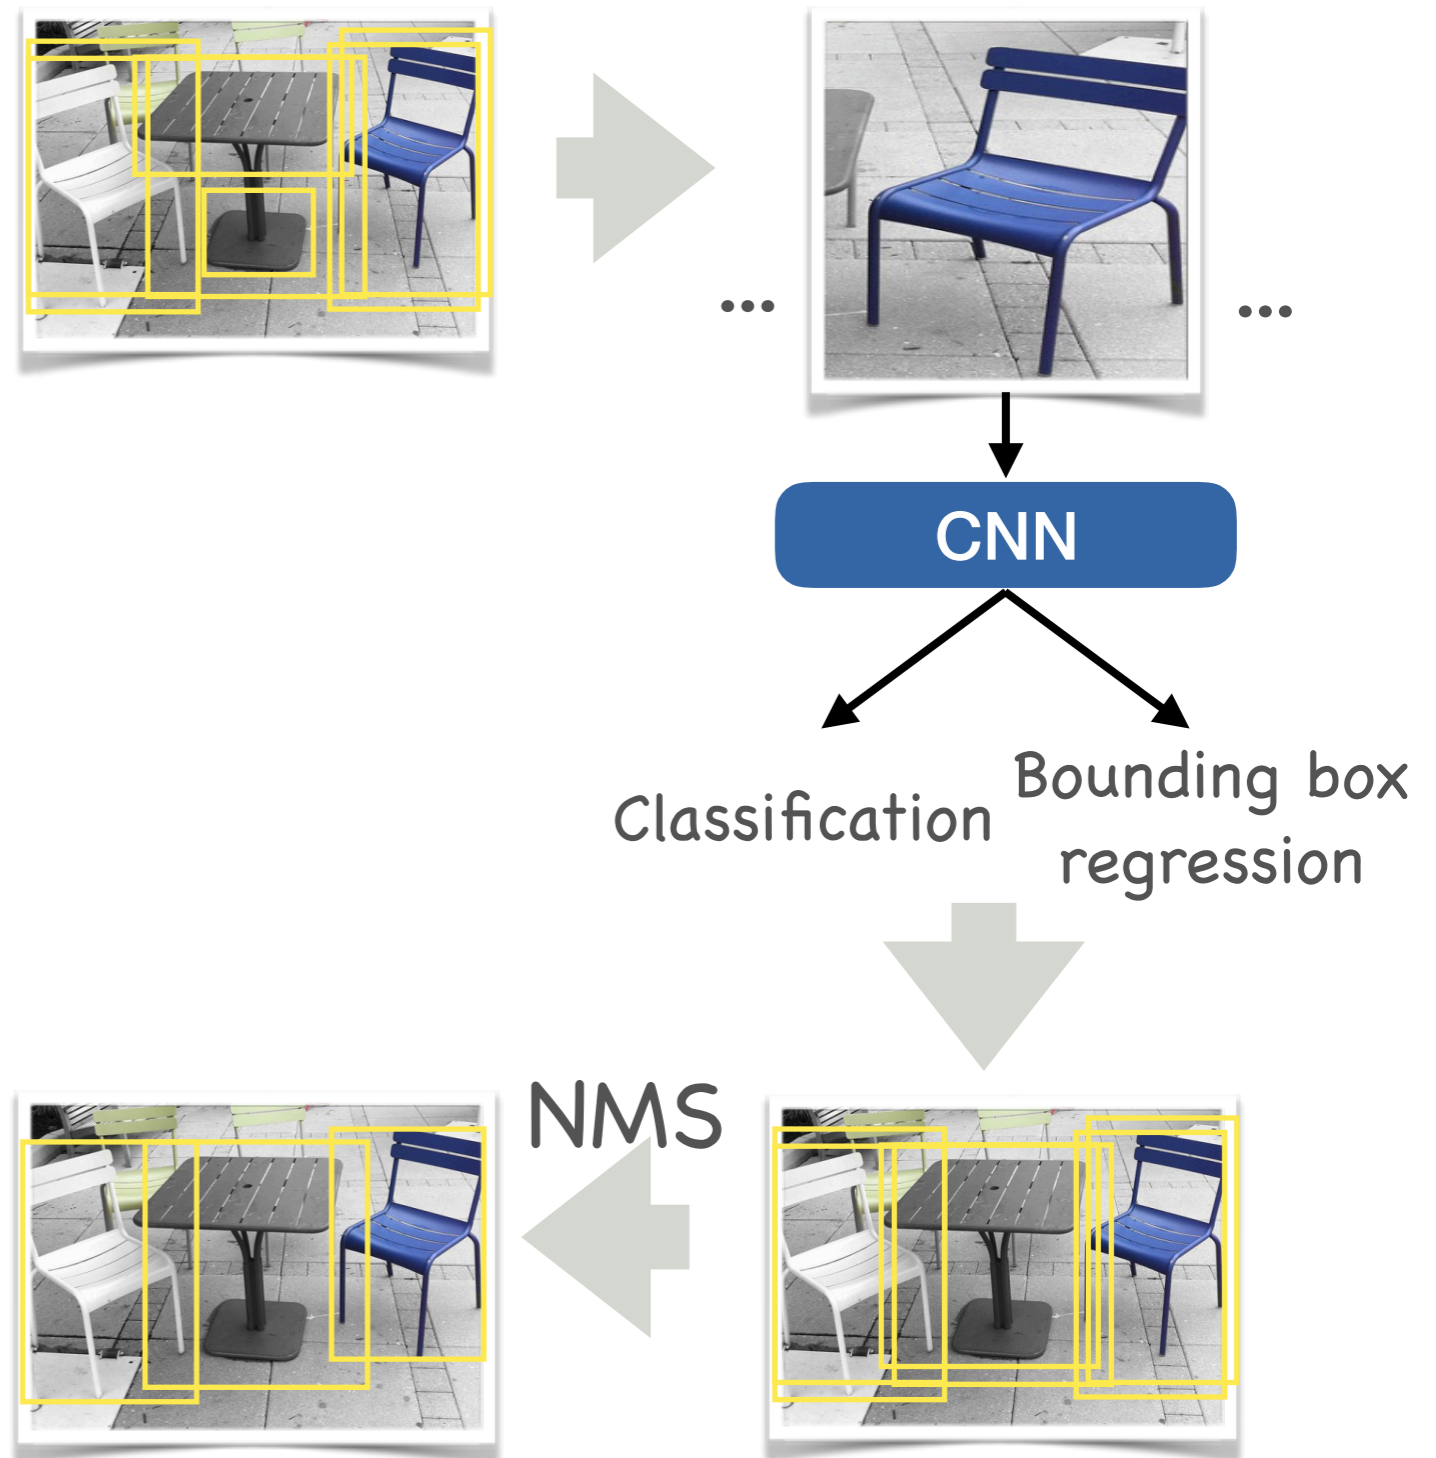 ...
...
CNN
Classification
Bounding box
regression
NMS